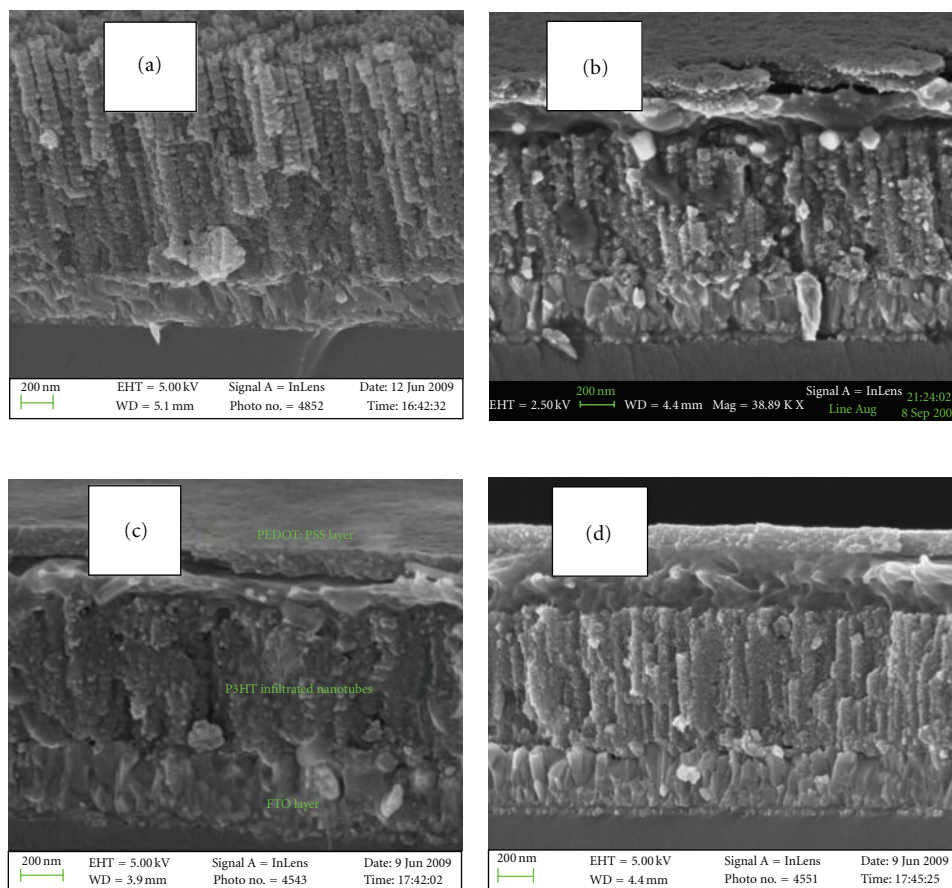 (a)
200 nm EHT = 5.00 kV Signal A = InLens Date: 12 Jun 2009
WD = 5.1 mm Photo no. = 4852 Time: 16:42:32
(b)
200 nm Signal A = InLens 21:24:02
EHT = 2.50 kV WD = 4.4 mm Mag = 38.89 K X Line Aug 8 Sep 200
(c)
PEDOT: PSS layer
P3HT infiltrated nanotubes
FTO layer
200 nm EHT = 5.00 kV Signal A = InLens Date: 9 Jun 2009
WD = 3.9 mm Photo no. = 4543 Time: 17:42:02
(d)
200 nm EHT = 5.00 kV Signal A = InLens Date: 9 Jun 2009
WD = 4.4 mm Photo no. = 4551 Time: 17:45:25